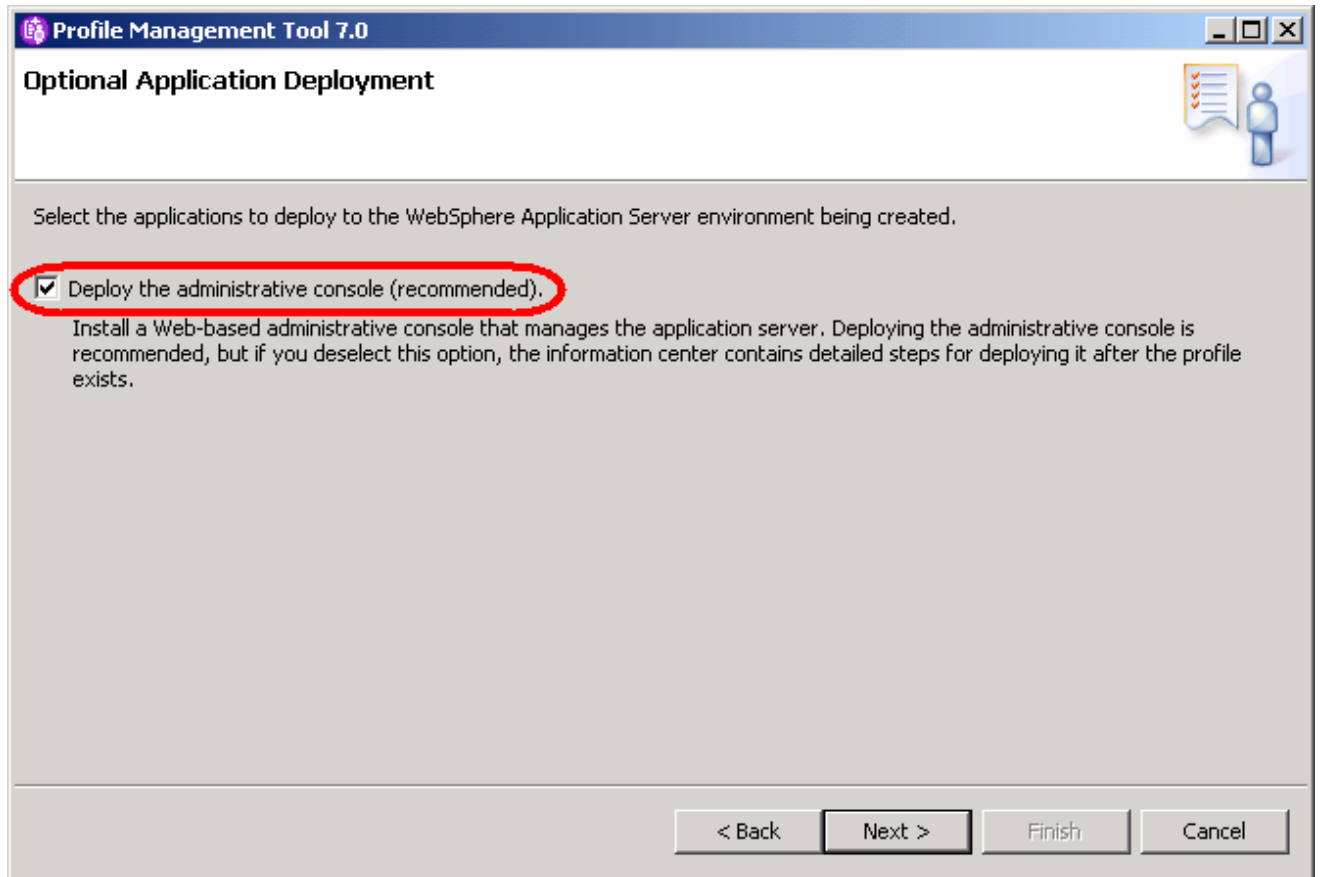 Profile Management Tool 7.0
Optional Application Deployment
Select the applications to deploy to the WebSphere Application Server environment being created.
Deploy the administrative console (recommended).
Install a Web-based administrative console that manages the application server. Deploying the administrative console is
recommended, but if you deselect this option, the information center contains detailed steps for deploying it after the profile
exists.
< Back Next > Finish Cancel